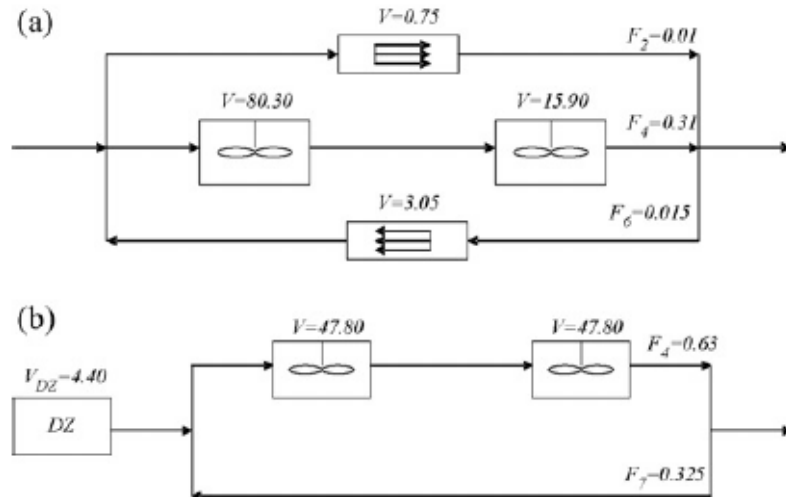 (a)
V=0.75
F2=0.01
V=80.30
V=15.90
F4=0.31
V=3.05
F6=0.015
(b)
V=47.80
V=47.80
F4=0.63
VDZ=4.40
DZ
F7=0.325